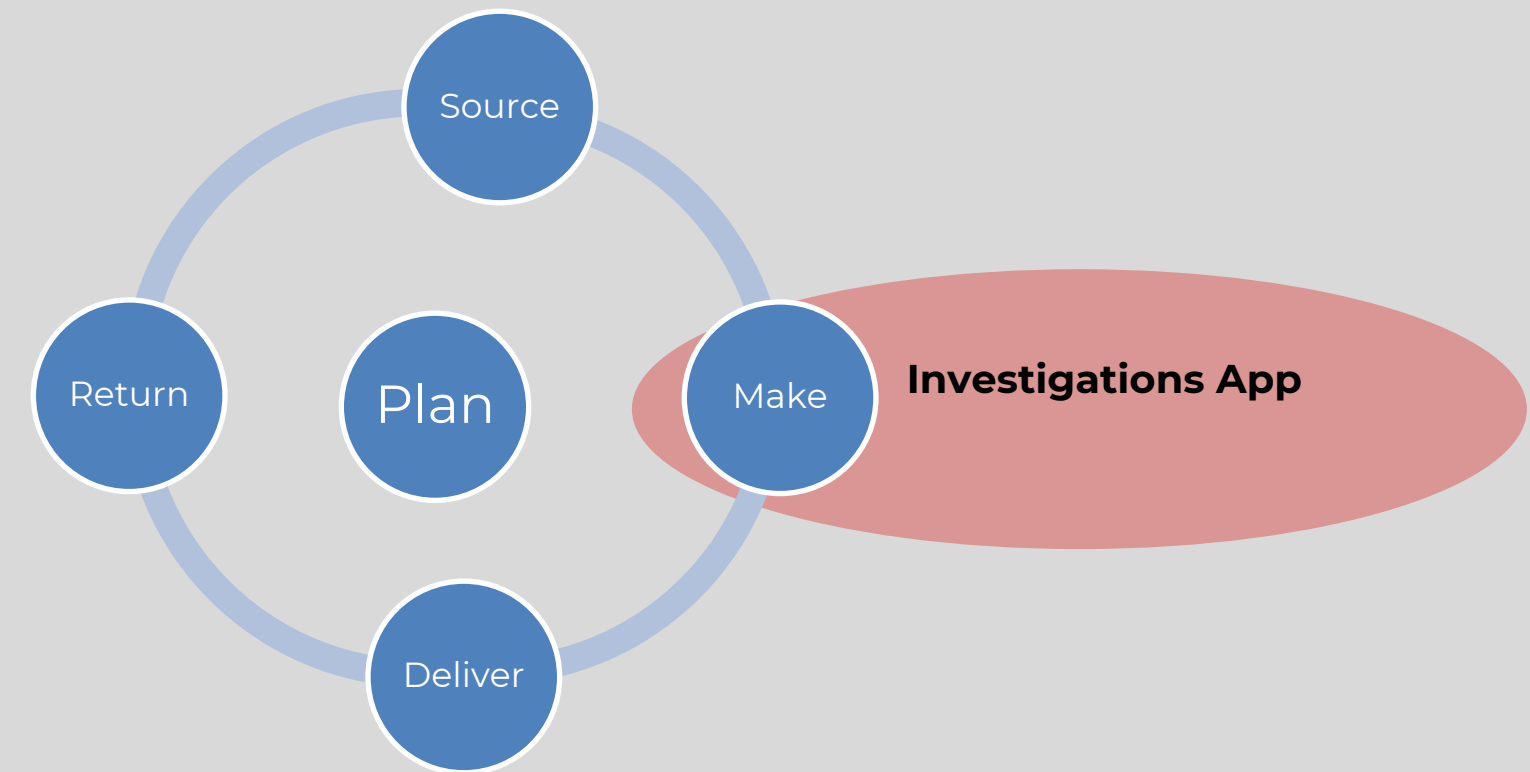 Source
Return
Plan
Make
Investigations App
Deliver